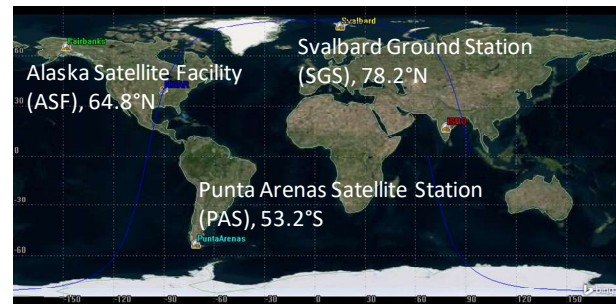 Svalbard
Fairbanks
Svalbard Ground Station
(SGS), 78.2°N
Alaska Satellite Facility
(ASF), 64.8°N
Punta Arenas Satellite Station
(PAS), 53.2°S
PuntaArenas
60
30
0
-30
-60
-150 -120 -90 -60 -30 0 30 60 90 120 150